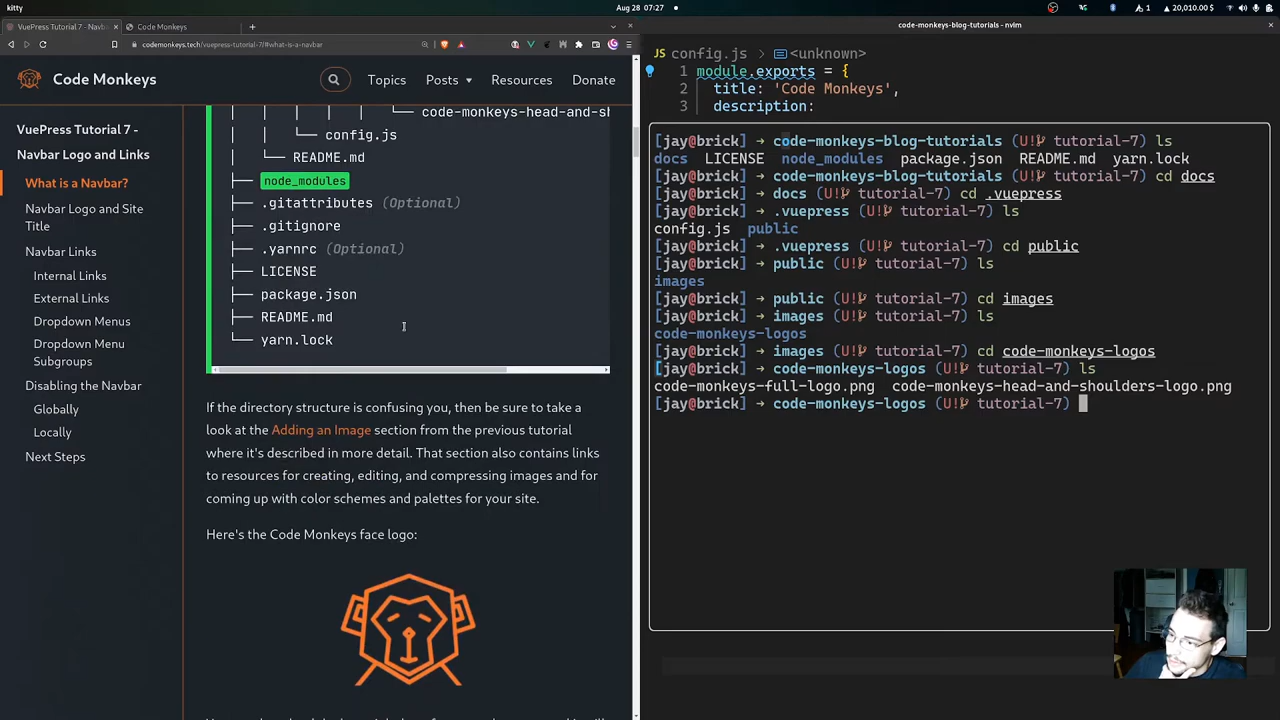 kitty
Aug 28 07:27
1
20,010.00 $
VuePress Tutorial 7 - Navb
Code Monkeys
codemonkeys.tech/vuepress-tutorial-7/#what-is-a-navbar
code-monkeys-blog-tutorials - nvim
Code Monkeys
Topics
Posts
Resources
Donate
VuePress Tutorial 7 -
Navbar Logo and Links
What is a Navbar?
Navbar Logo and Site
Title
Navbar Links
Internal Links
External Links
Dropdown Menus
Dropdown Menu
Subgroups
Disabling the Navbar
Globally
Locally
Next Steps
│ │ │ │ │ └── code-monkeys-head-and-sh
│ │ └── config.js
│ └── README.md
├── node_modules
├── .gitattributes (Optional)
├── .gitignore
├── .yarnrc (Optional)
├── LICENSE
├── package.json
├── README.md
└── yarn.lock
If the directory structure is confusing you, then be sure to take a
look at the Adding an Image section from the previous tutorial
where it's described in more detail. That section also contains links
to resources for creating, editing, and compressing images and for
coming up with color schemes and palettes for your site.
Here's the Code Monkeys face logo:
JS config.js > <unknown>
1 module.exports = {
2 title: 'Code Monkeys',
3 description:
[jay@brick] → code-monkeys-blog-tutorials (U! tutorial-7) ls
docs LICENSE node_modules package.json README.md yarn.lock
[jay@brick] → code-monkeys-blog-tutorials (U! tutorial-7) cd docs
[jay@brick] → docs (U! tutorial-7) cd .vuepress
[jay@brick] → .vuepress (U! tutorial-7) ls
config.js public
[jay@brick] → .vuepress (U! tutorial-7) cd public
[jay@brick] → public (U! tutorial-7) ls
images
[jay@brick] → public (U! tutorial-7) cd images
[jay@brick] → images (U! tutorial-7) ls
code-monkeys-logos
[jay@brick] → images (U! tutorial-7) cd code-monkeys-logos
[jay@brick] → code-monkeys-logos (U! tutorial-7) ls
code-monkeys-full-logo.png code-monkeys-head-and-shoulders-logo.png
[jay@brick] → code-monkeys-logos (U! tutorial-7)